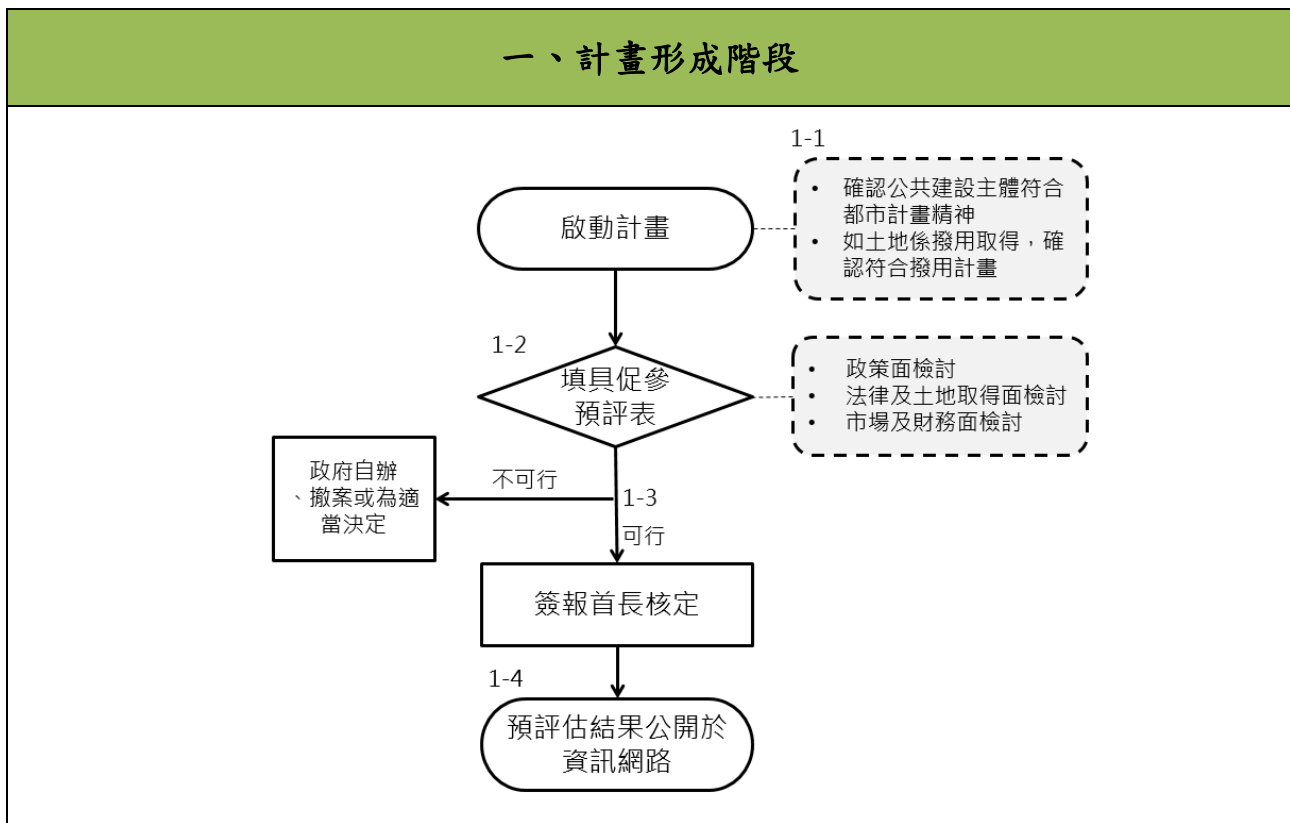 一、計畫形成階段
1-1
啟動計畫
• 確認公共建設主體符合
都市計畫精神
• 如土地係撥用取得，確
認符合撥用計畫
1-2
填具促參
預評表
• 政策面檢討
• 法律及土地取得面檢討
• 市場及財務面檢討
政府自辦
、撤案或為適
當決定
不可行
1-3
可行
簽報首長核定
1-4
預評估結果公開於
資訊網路